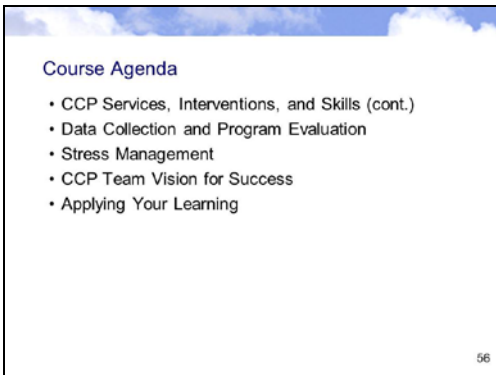 Course Agenda
• CCP Services, Interventions, and Skills (cont.)
• Data Collection and Program Evaluation
• Stress Management
• CCP Team Vision for Success
• Applying Your Learning
56